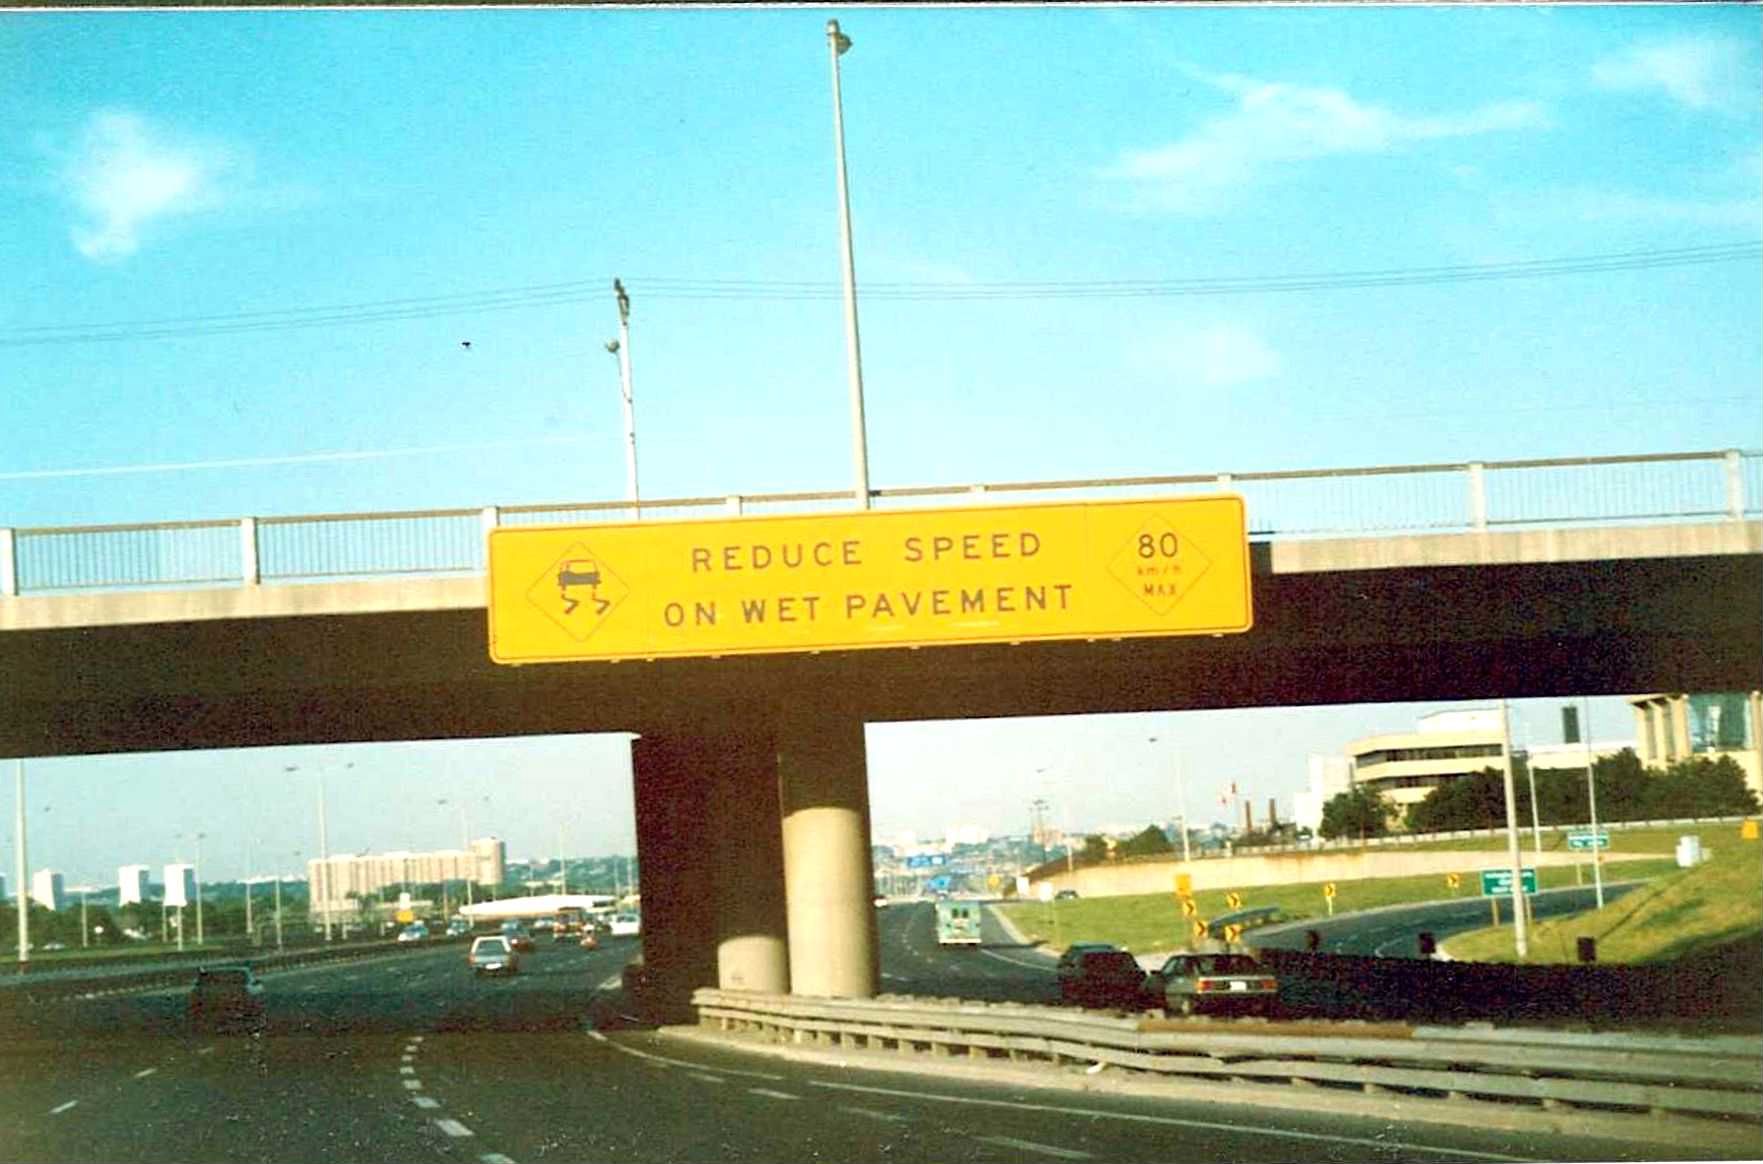 REDUCE SPEED
ON WET PAVEMENT
80
km/h
MAX